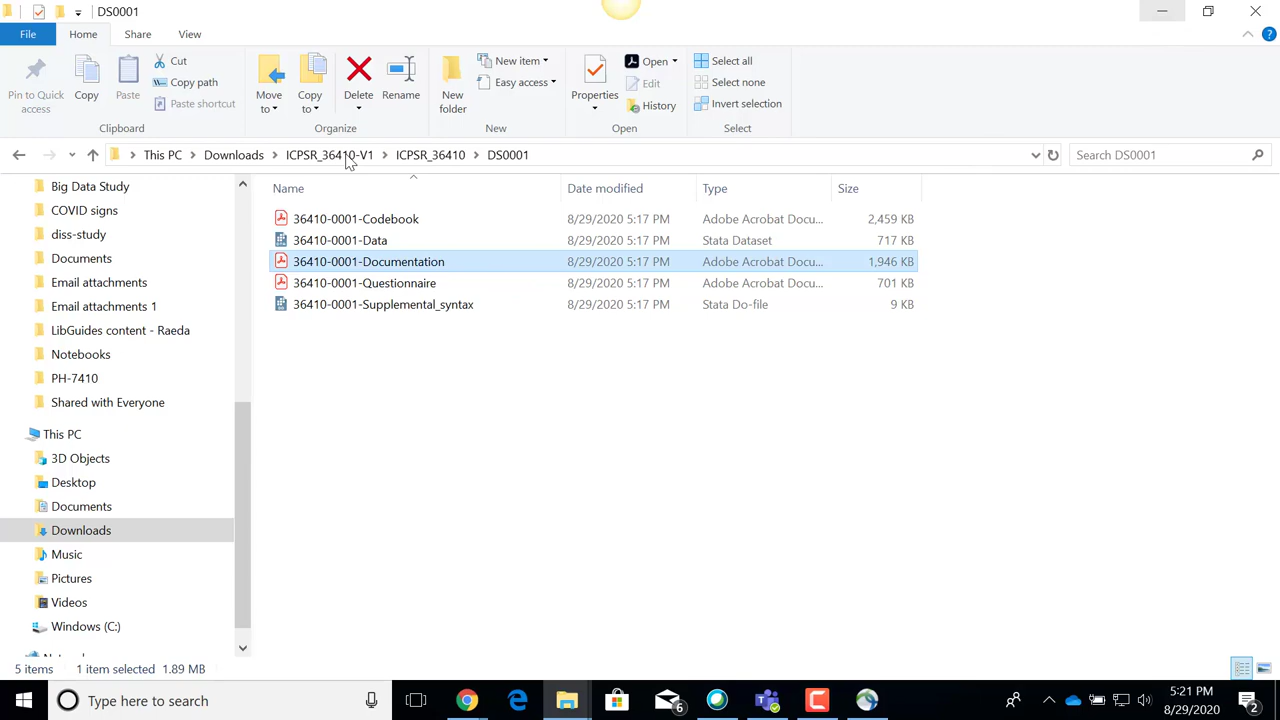 DS0001
File Home Share View
Pin to Quick access
Copy
Paste
Cut
Copy path
Paste shortcut
Clipboard
Move to
Copy to
Delete
Rename
Organize
New folder
New item
Easy access
New
Properties
Open
Edit
History
Open
Select all
Select none
Invert selection
Select
This PC Downloads ICPSR_36410-V1 ICPSR_36410 DS0001
Search DS0001
Big Data Study
COVID signs
diss-study
Documents
Email attachments
Email attachments 1
LibGuides content - Raeda
Notebooks
PH-7410
Shared with Everyone
This PC
3D Objects
Desktop
Documents
Downloads
Music
Pictures
Videos
Windows (C:)
Name Date modified Type Size
36410-0001-Codebook 8/29/2020 5:17 PM Adobe Acrobat Docu... 2,459 KB
36410-0001-Data 8/29/2020 5:17 PM Stata Dataset 717 KB
36410-0001-Documentation 8/29/2020 5:17 PM Adobe Acrobat Docu... 1,946 KB
36410-0001-Questionnaire 8/29/2020 5:17 PM Adobe Acrobat Docu... 701 KB
36410-0001-Supplemental_syntax 8/29/2020 5:17 PM Stata Do-file 9 KB
5 items 1 item selected 1.89 MB
Type here to search
6
5:21 PM
8/29/2020
2